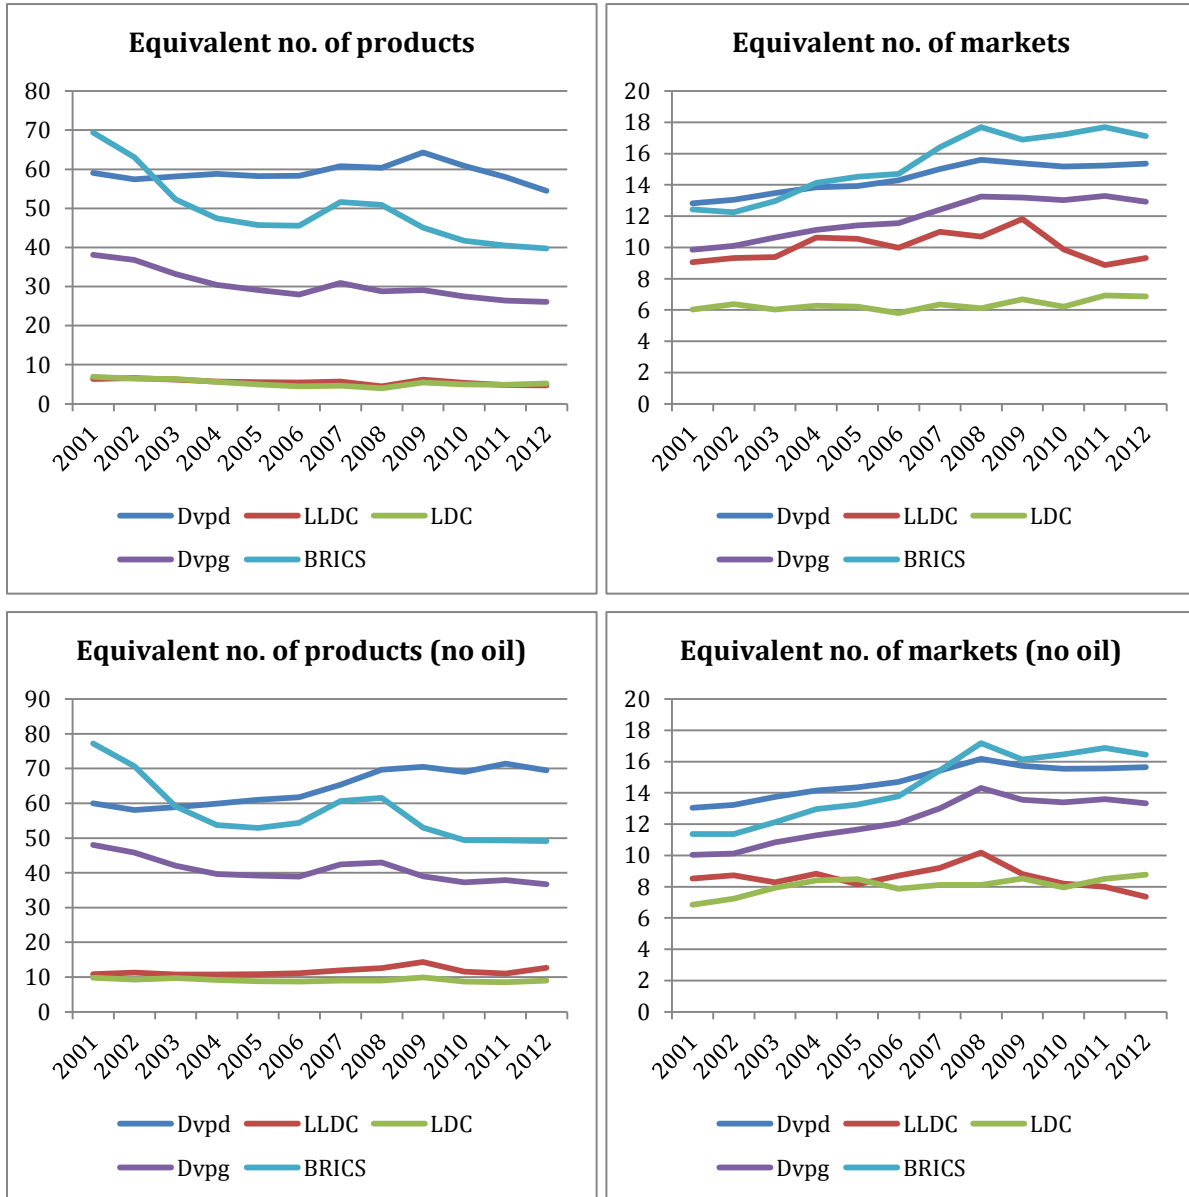 Equivalent no. of products
80
70
60
50
40
30
20
10
0
2001 2002 2003 2004 2005 2006 2007 2008 2009 2010 2011 2012
Dvpd LLDC LDC
Dvpg BRICS
Equivalent no. of markets
20
18
16
14
12
10
8
6
4
2
0
2001 2002 2003 2004 2005 2006 2007 2008 2009 2010 2011 2012
Dvpd LLDC LDC
Dvpg BRICS
Equivalent no. of products (no oil)
90
80
70
60
50
40
30
20
10
0
2001 2002 2003 2004 2005 2006 2007 2008 2009 2010 2011 2012
Dvpd LLDC LDC
Dvpg BRICS
Equivalent no. of markets (no oil)
20
18
16
14
12
10
8
6
4
2
0
2001 2002 2003 2004 2005 2006 2007 2008 2009 2010 2011 2012
Dvpd LLDC LDC
Dvpg BRICS